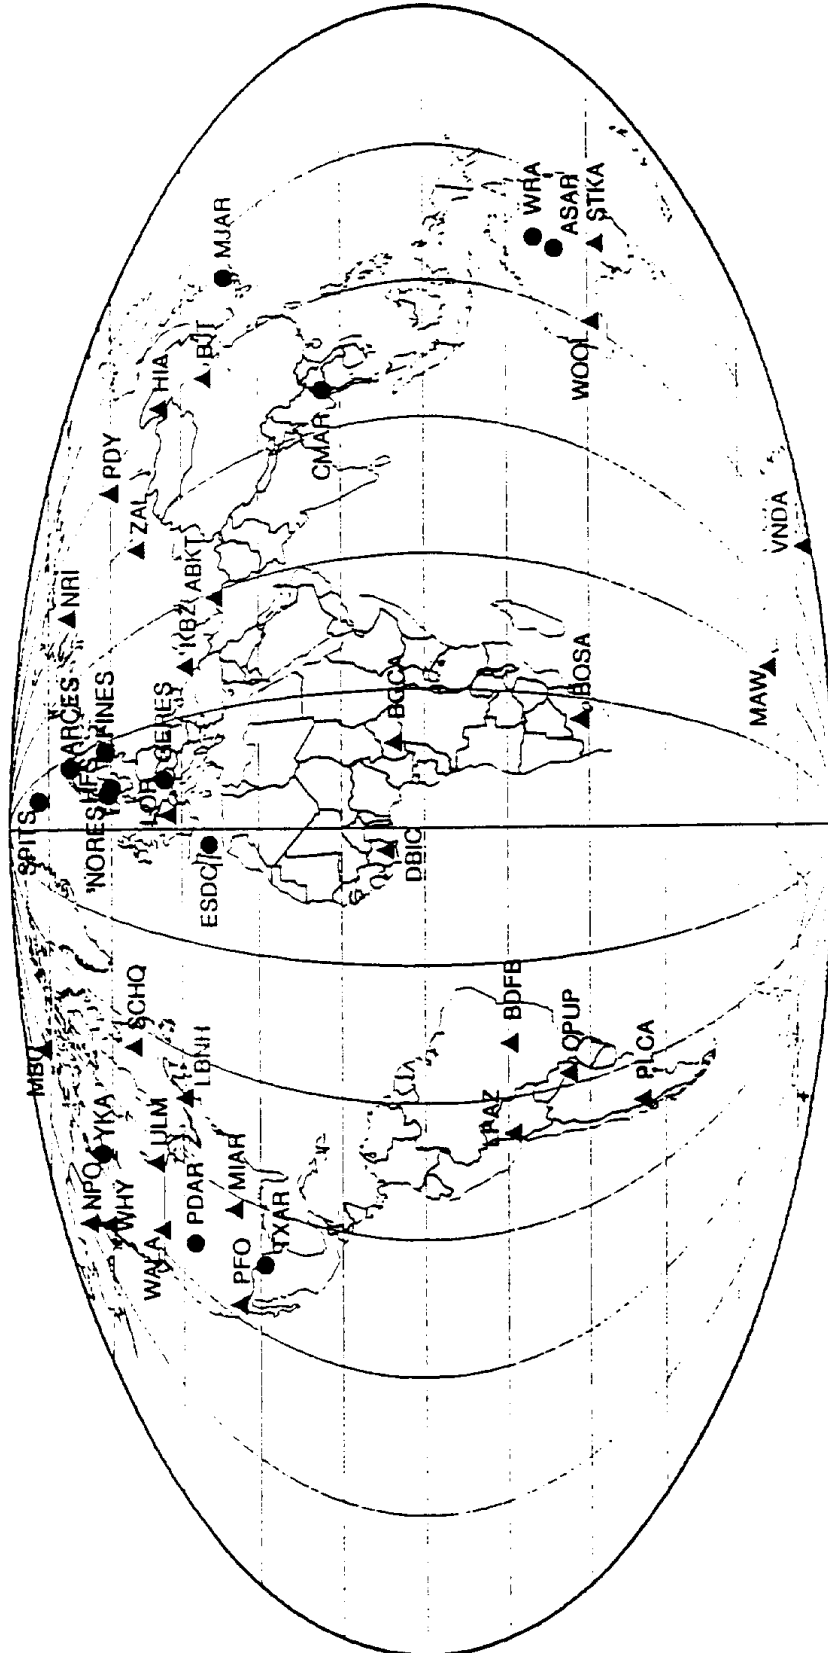 MBC
NPO
YKA
WHY
SCHQ
ULM
WALA
LBNH
PDAR
MIAR
PFO
TXAR
LPAZ
BDFB
CPUP
PLCA
SPITS
ARCES
NORES
HFS
FINES
LOR
GERES
ESDC
DBIC
BGCA
BOSA
NRI
KBZ
ABKT
ZAL
PDY
HIA
BJT
MJAR
CMAR
WRA
ASAR
STKA
WOOL
MAW
VNDA